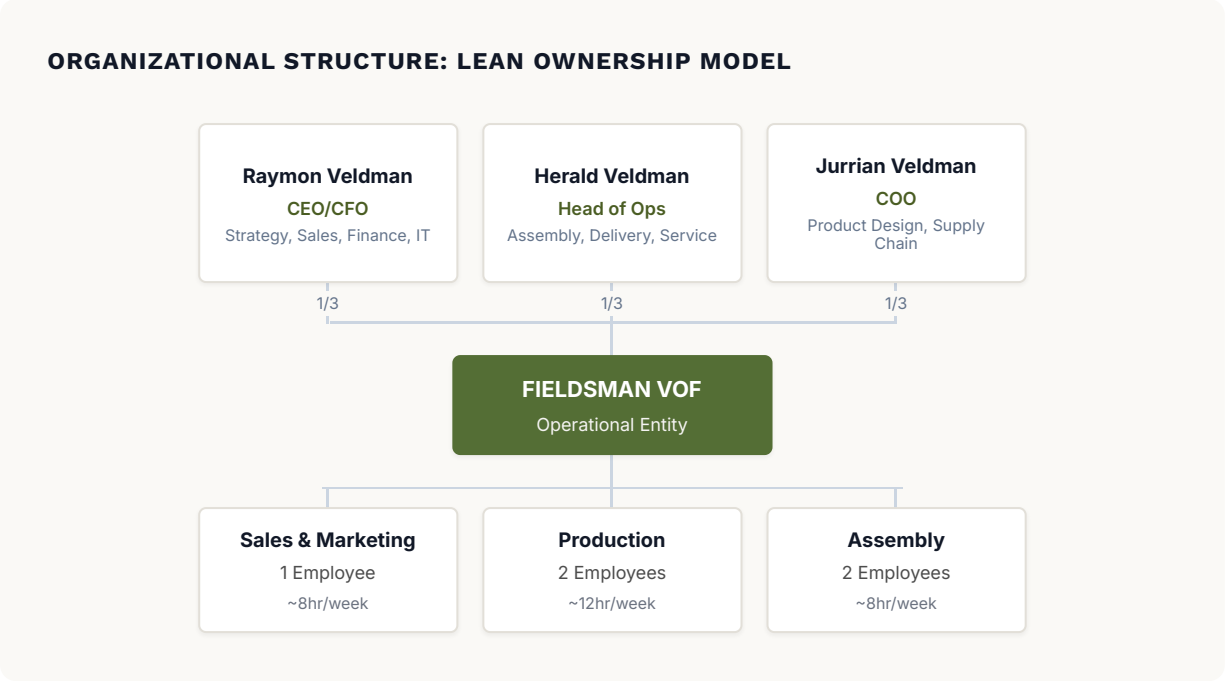 ORGANIZATIONAL STRUCTURE: LEAN OWNERSHIP MODEL
Raymon Veldman
CEO/CFO
Strategy, Sales, Finance, IT
1/3
Herald Veldman
Head of Ops
Assembly, Delivery, Service
1/3
Jurrian Veldman
COO
Product Design, Supply
Chain
1/3
FIELDSMAN VOF
Operational Entity
Sales & Marketing
1 Employee
~8hr/week
Production
2 Employees
~12hr/week
Assembly
2 Employees
~8hr/week